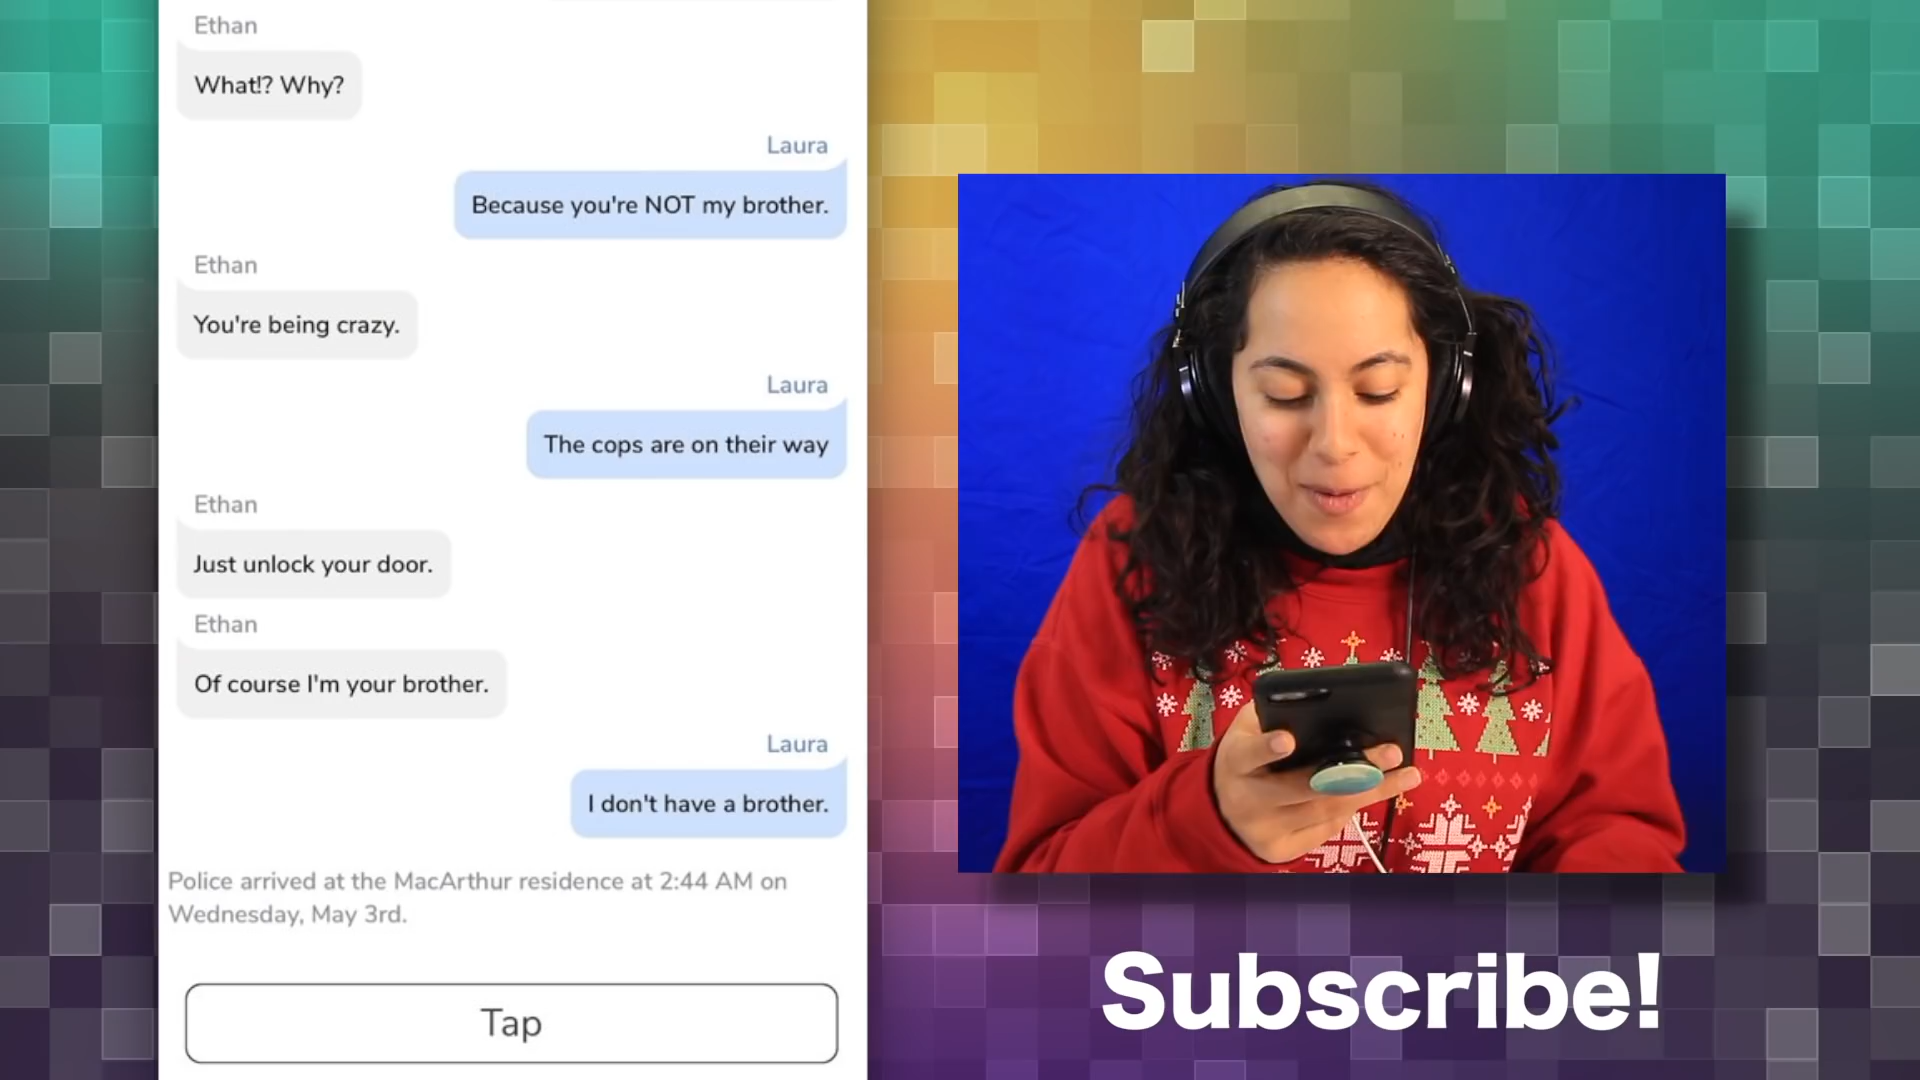 Ethan
What!? Why?
Laura
Because you're NOT my brother.
Ethan
You're being crazy.
Laura
The cops are on their way
Ethan
Just unlock your door.
Ethan
Of course I'm your brother.
Laura
I don't have a brother.
Police arrived at the MacArthur residence at 2:44 AM on
Wednesday, May 3rd.
Tap
Subscribe!